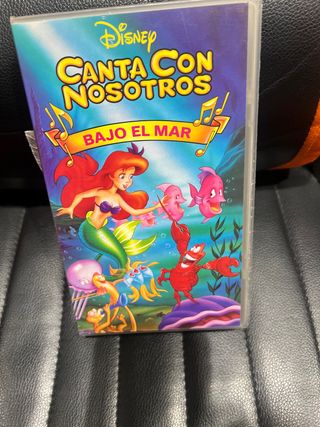 Disney
CANTA CON
NOSOTROS
BAJO EL MAR